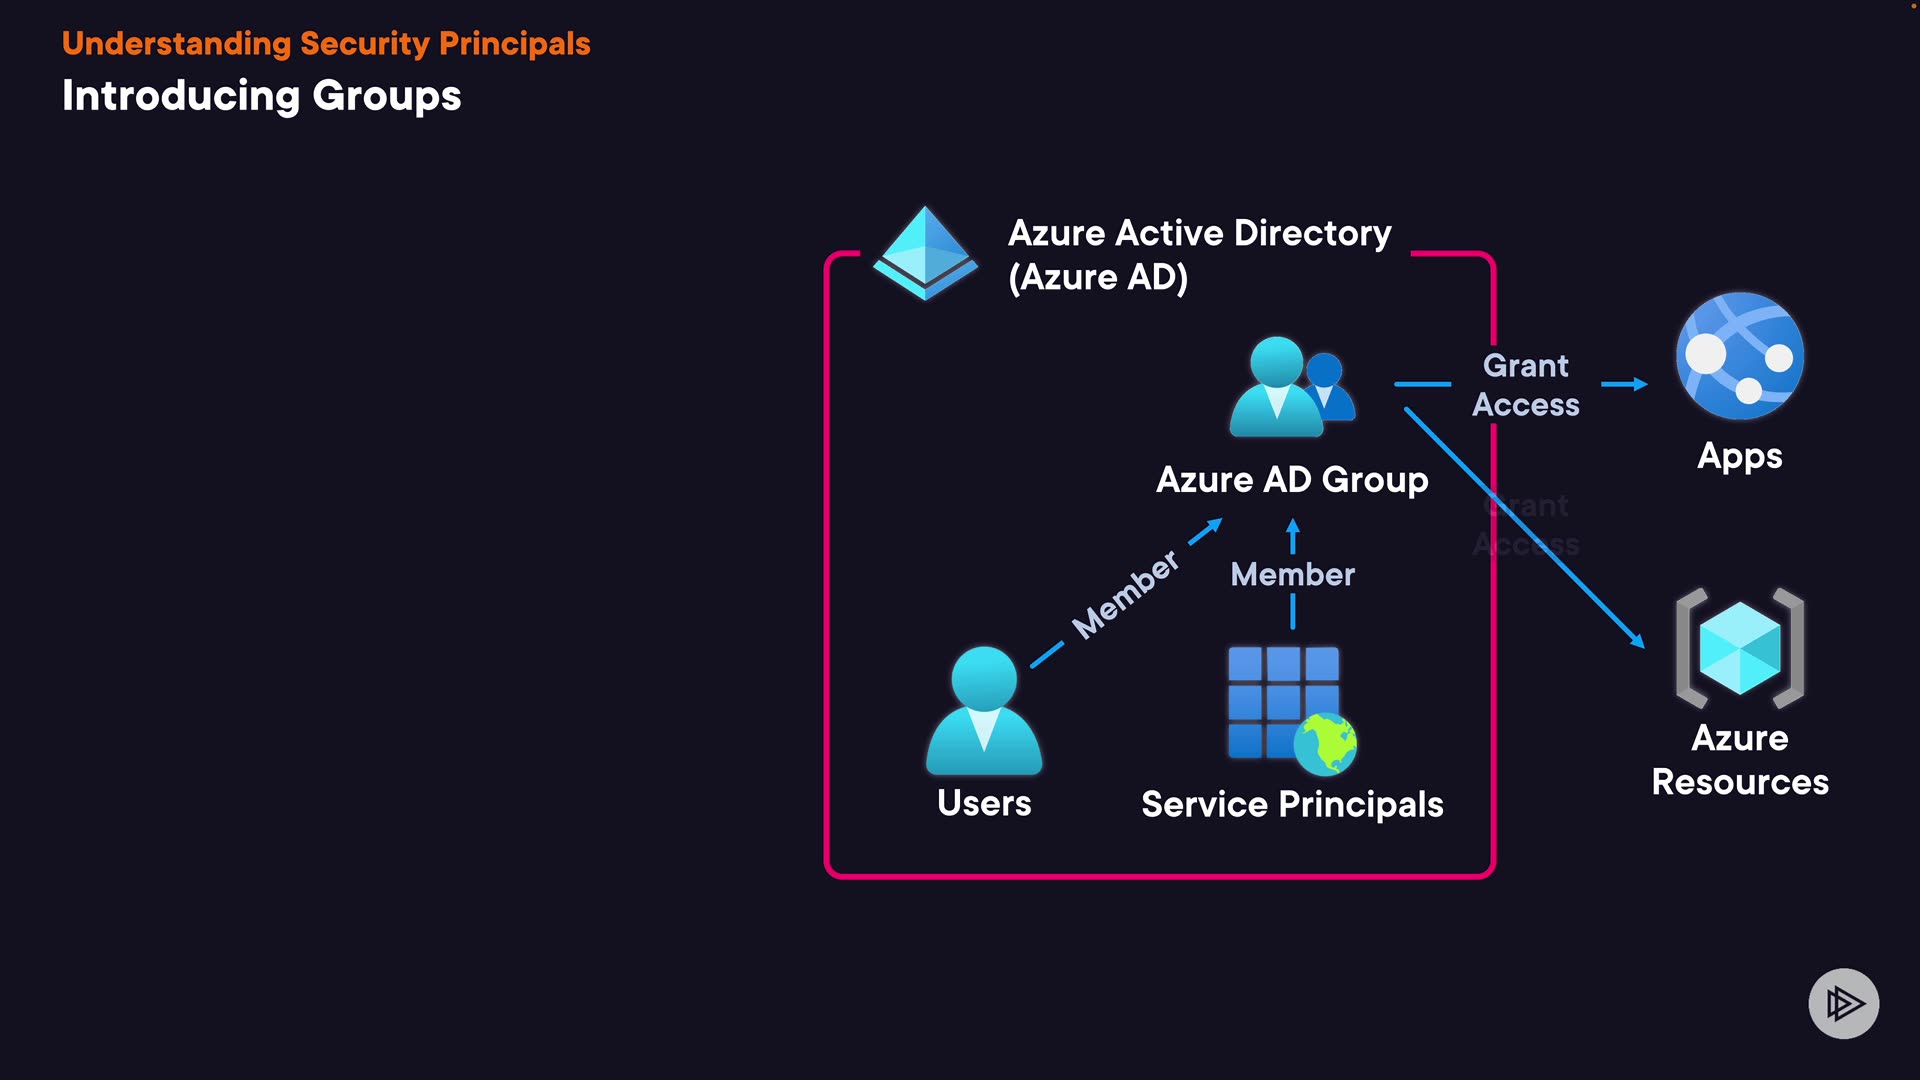 Understanding Security Principals
Introducing Groups
Azure Active Directory
(Azure AD)
Grant
Access
Apps
Azure AD Group
Grant
Access
Member
Member
Azure
Resources
Users
Service Principals